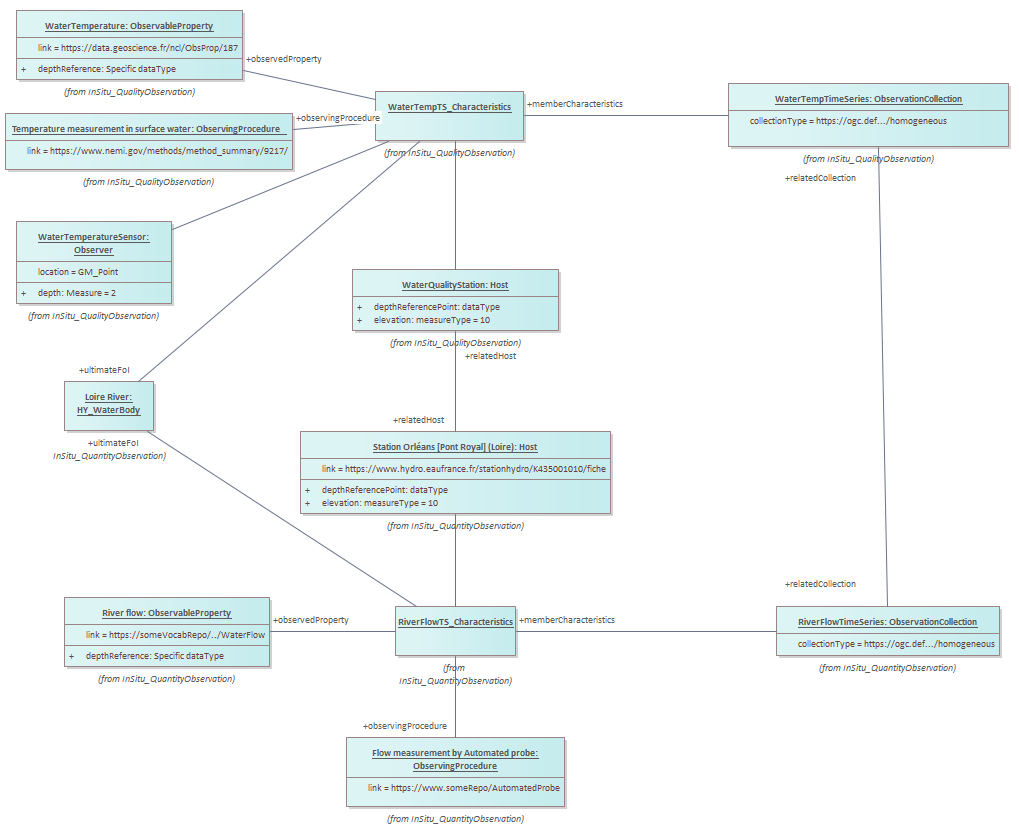 WaterTemperature: ObservableProperty
link = https://data.geoscience.fr/ncl/ObsProp/187
+ depthReference: Specific dataType
(from InSitu_QualityObservation)
+observedProperty
Temperature measurement in surface water: ObservingProcedure
link = https://www.nemi.gov/methods/method_summary/9217/
(from InSitu_QualityObservation)
+observingProcedure
WaterTempTS_Characteristics
(from InSitu_QualityObservation)
+memberCharacteristics
WaterTempTimeSeries: ObservationCollection
collectionType = https://ogc.def.../homogeneous
(from InSitu_QualityObservation)
+relatedCollection
WaterTemperatureSensor:
Observer
location = GM_Point
+ depth: Measure = 2
(from InSitu_QualityObservation)
WaterQualityStation: Host
+ depthReferencePoint: dataType
+ elevation: measureType = 10
(from InSitu_QualityObservation)
+relatedHost
+ultimateFoI
Loire River:
HY_WaterBody
+ultimateFoI
InSitu_QuantityObservation)
+relatedHost
Station Orléans [Pont Royal] (Loire): Host
link = https://www.hydro.eaufrance.fr/stationhydro/K435001010/fiche
+ depthReferencePoint: dataType
+ elevation: measureType = 10
(from InSitu_QuantityObservation)
+relatedCollection
River flow: ObservableProperty
link = https://someVocabRepo/../WaterFlow
+ depthReference: Specific dataType
(from InSitu_QuantityObservation)
+observedProperty
RiverFlowTS_Characteristics
(from
InSitu_QuantityObservation)
+memberCharacteristics
RiverFlowTimeSeries: ObservationCollection
collectionType = https://ogc.def.../homogeneous
(from InSitu_QuantityObservation)
+observingProcedure
Flow measurement by Automated probe:
ObservingProcedure
link = https://www.someRepo/AutomatedProbe
(from InSitu_QuantityObservation)